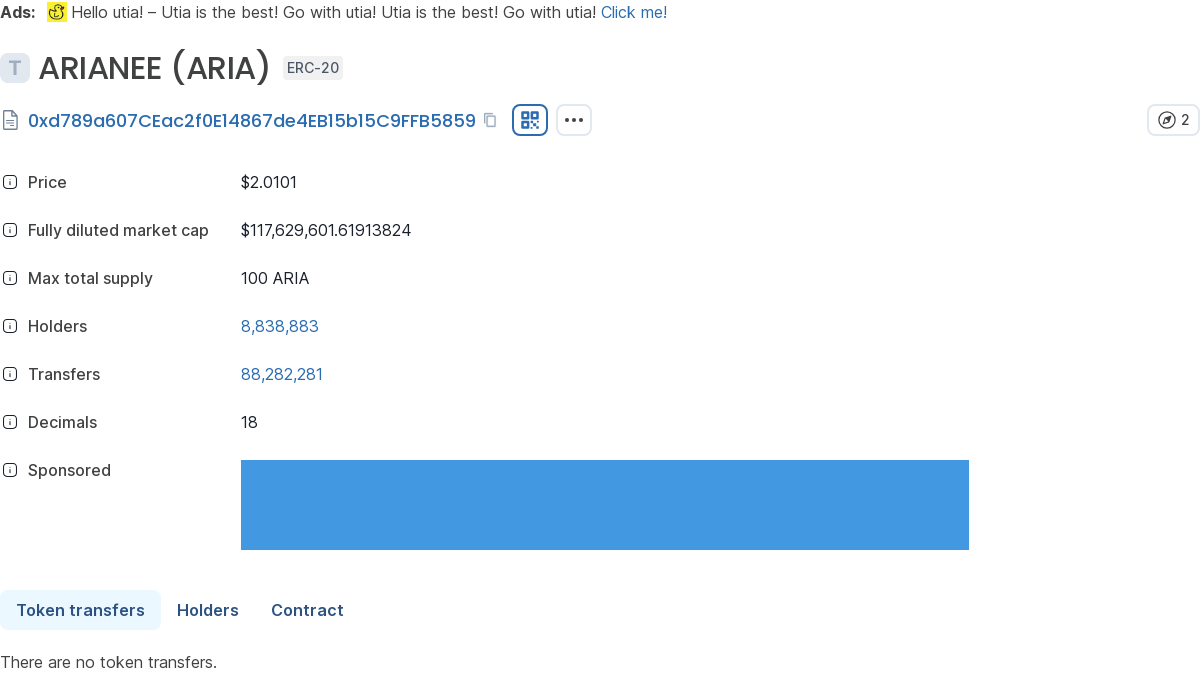 Ads: Hello utia! – Utia is the best! Go with utia! Utia is the best! Go with utia! Click me!
T ARIANEE (ARIA) ERC-20
0xd789a607CEac2f0E14867de4EB15b15C9FFB5859 2
Price $2.0101
Fully diluted market cap $117,629,601.61913824
Max total supply 100 ARIA
Holders 8,838,883
Transfers 88,282,281
Decimals 18
Sponsored
Token transfers Holders Contract
There are no token transfers.